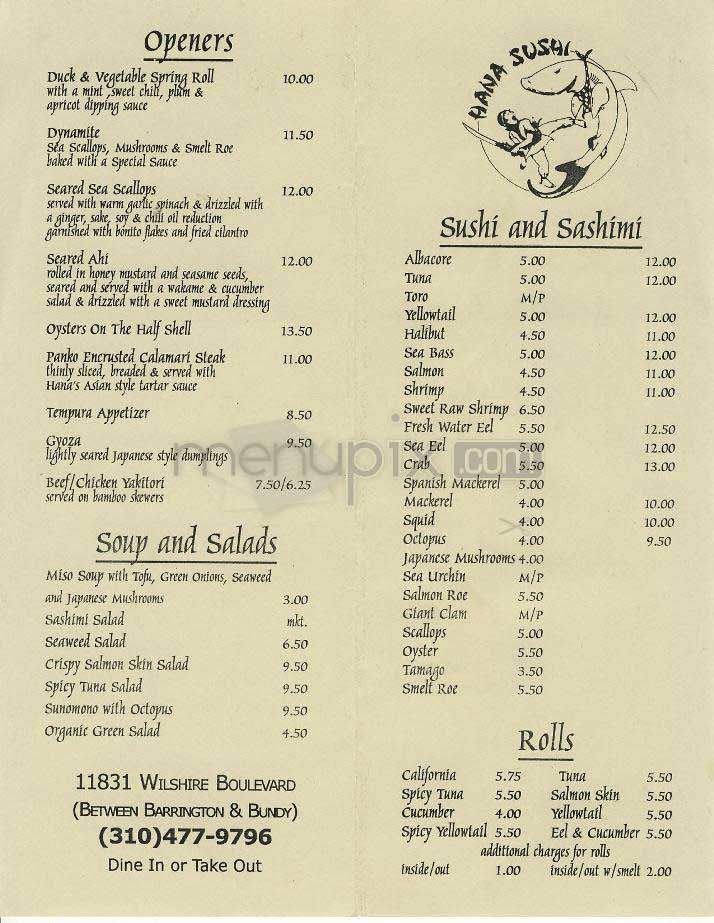 Openers
Duck & Vegetable Spring Roll 10.00
with a mint ,sweet chili, plum &
apricot dipping sauce
Dynamite 11.50
Sea Scallops, Mushrooms & Smelt Roe
baked with a Special Sauce
Seared Sea Scallops 12.00
served with warm garlic spinach & drizzled with
a ginger, sake, soy & chili oil reduction
garnished with bonito flakes and fried cilantro
Seared Ahi 12.00
rolled in honey mustard and seasame seeds,
seared and served with a wakame & cucumber
salad & drizzled with a sweet mustard dressing
Oysters On The Half Shell 13.50
Panko Encrusted Calamari Steak 11.00
thinly sliced, breaded & served with
Hana's Asian style tartar sauce
Tempura Appetizer 8.50
Gyoza 9.50
lightly seared Japanese style dumplings
Beef/Chicken Yakitori 7.50/6.25
served on bamboo skewers
Soup and Salads
Miso Soup with Tofu, Green Onions, Seaweed
and Japanese Mushrooms 3.00
Sashimi Salad mkt.
Seaweed Salad 6.50
Crispy Salmon Skin Salad 9.50
Spicy Tuna Salad 9.50
Sunomono with Octopus 9.50
Organic Green Salad 4.50
11831 Wilshire Boulevard
(Between Barrington & Bundy)
(310)477-9796
Dine In or Take Out
HANA SUSHI
Sushi and Sashimi
Albacore 5.00 12.00
Tuna 5.00 12.00
Toro M/P
Yellowtail 5.00 12.00
Halibut 4.50 11.00
Sea Bass 5.00 12.00
Salmon 4.50 11.00
Shrimp 4.50 11.00
Sweet Raw Shrimp 6.50
Fresh Water Eel 5.50 12.50
Sea Eel 5.00 12.00
Crab 5.50 13.00
Spanish Mackerel 5.00
Mackerel 4.00 10.00
Squid 4.00 10.00
Octopus 4.00 9.50
Japanese Mushrooms 4.00
Sea Urchin M/P
Salmon Roe 5.50
Giant Clam M/P
Scallops 5.00
Oyster 5.50
Tamago 3.50
Smelt Roe 5.50
Rolls
California 5.75 Tuna 5.50
Spicy Tuna 5.50 Salmon Skin 5.50
Cucumber 4.00 Yellowtail 5.50
Spicy Yellowtail 5.50 Eel & Cucumber 5.50
additional charges for rolls
inside/out 1.00 inside/out w/smelt 2.00
menupix.com